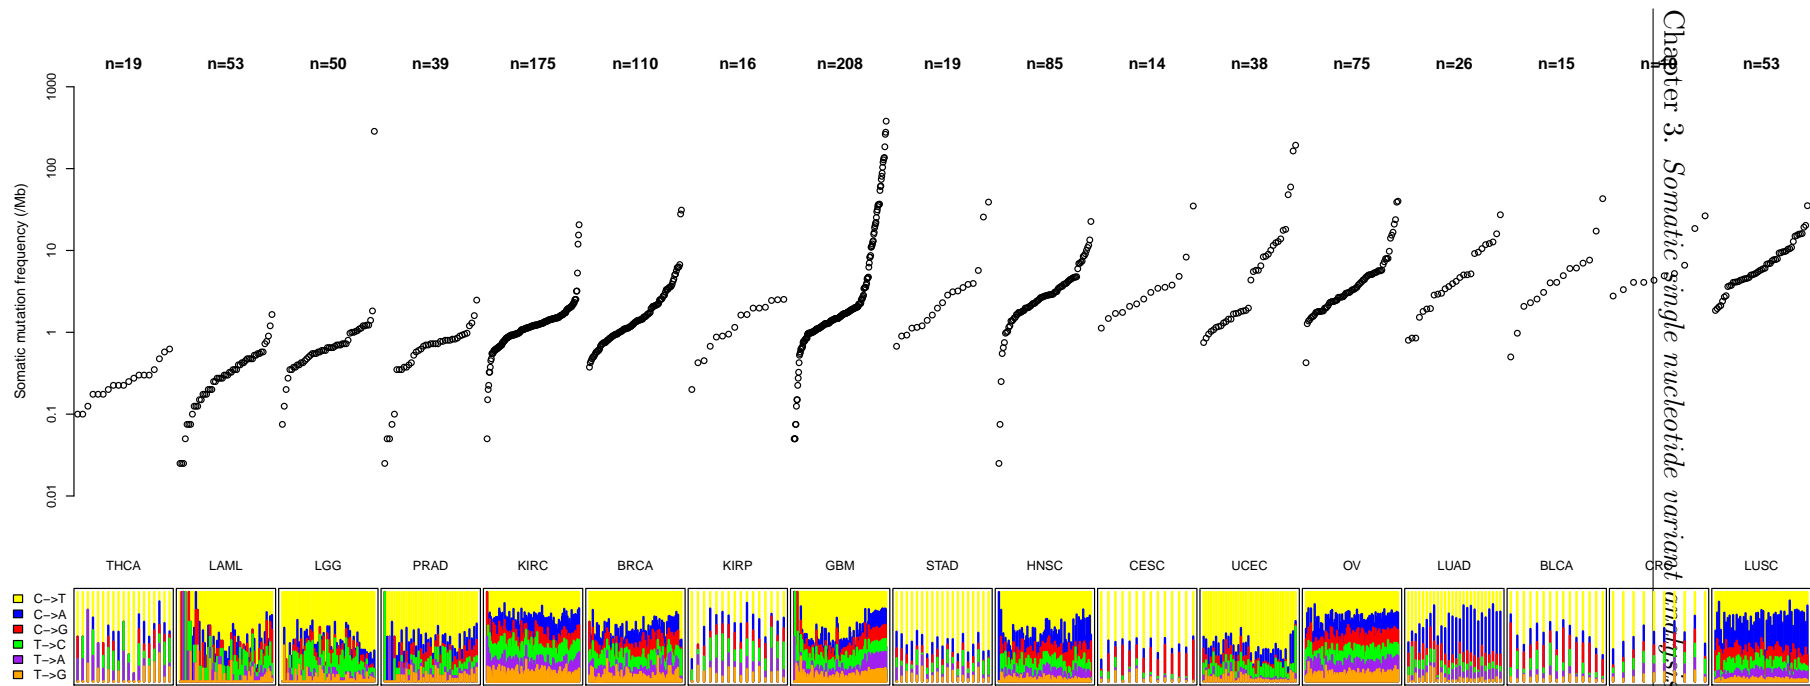 Chapter 3. Somatic single nucleotide variant analysis.
n=19 n=53 n=50 n=39 n=175 n=110 n=16 n=208 n=19 n=85 n=14 n=38 n=75 n=26 n=15 n=53
Somatic mutation frequency (/Mb)
1000
100
10
1
0.1
0.01
THCA LAML LGG PRAD KIRC BRCA KIRP GBM STAD HNSC CESC UCEC OV LUAD BLCA LUSC
C->T
C->A
C->G
T->C
T->A
T->G